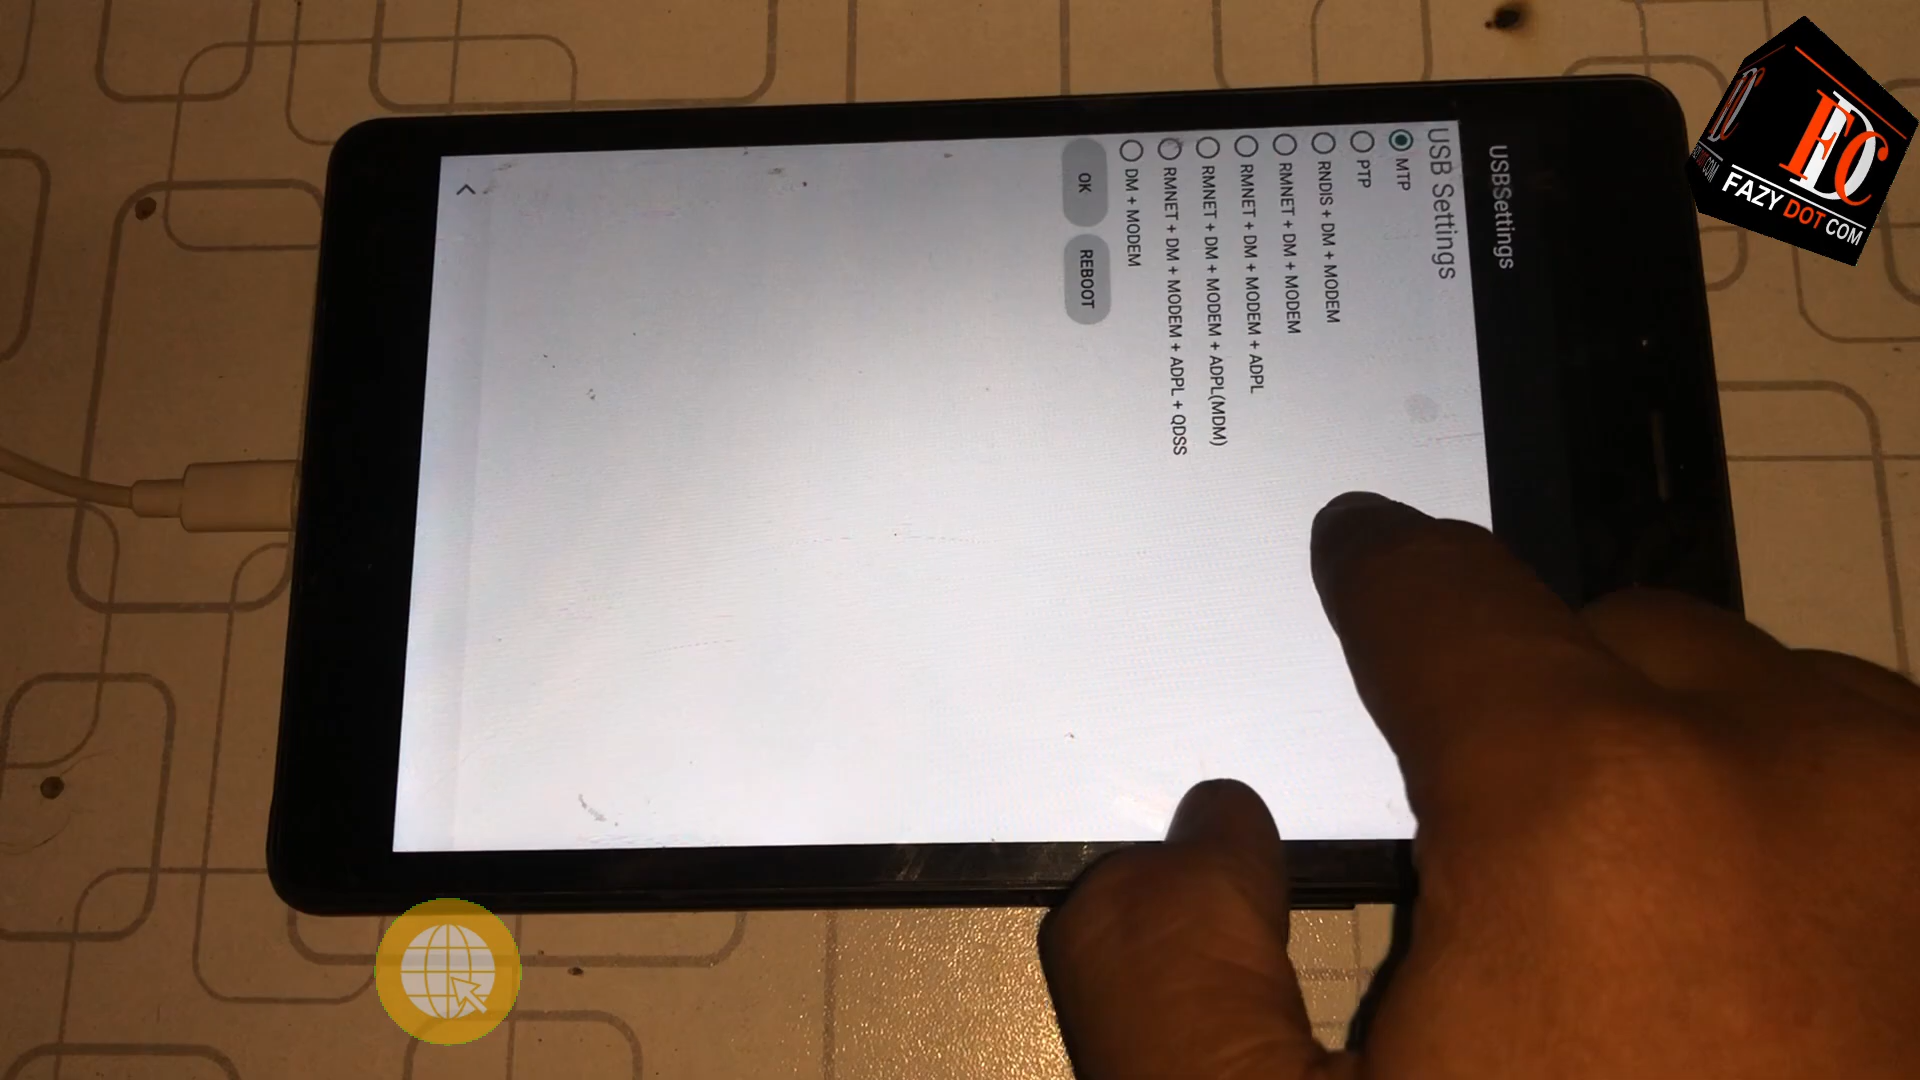 USBSettings
USB Settings
MTP
PTP
RNDIS + DM + MODEM
RMNET + DM + MODEM
RMNET + DM + MODEM + ADPL
RMNET + DM + MODEM + ADPL(MDM)
RMNET + DM + MODEM + ADPL + QDSS
DM + MODEM
OK REBOOT
FDC
FAZY DOT COM